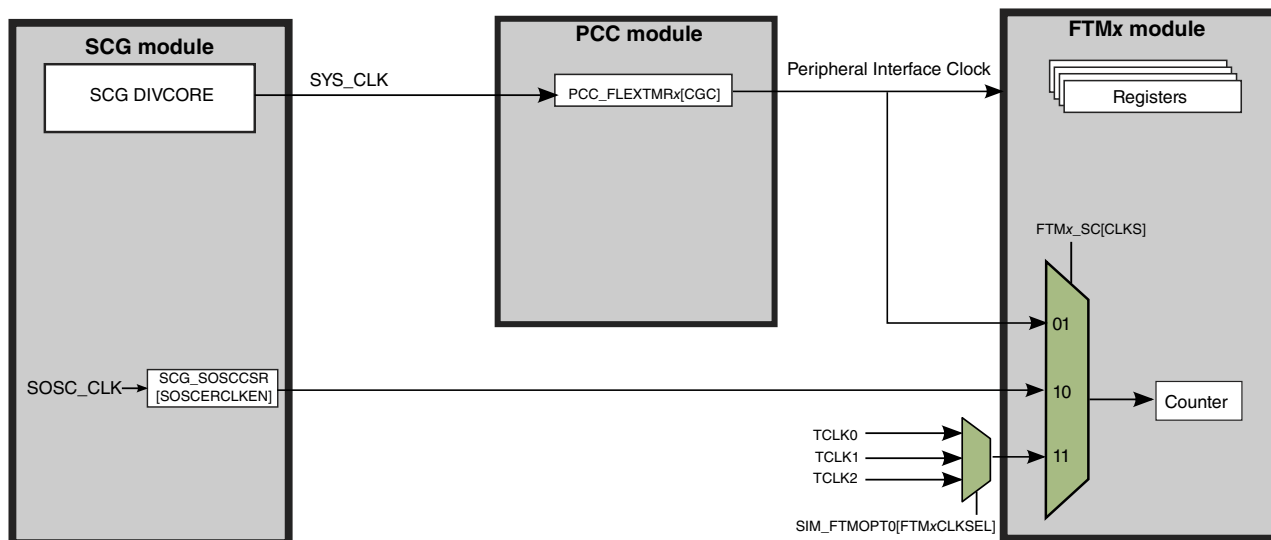 SCG module
SCG DIVCORE
SYS_CLK
PCC module
PCC_FLEXTMRx[CGC]
Peripheral Interface Clock
FTMx module
Registers
FTMx_SC[CLKS]
01
SOSC_CLK
SCG_SOSCCSR
[SOSCERCLKEN]
10
Counter
TCLK0
TCLK1
TCLK2
11
SIM_FTMOPT0[FTMxCLKSEL]